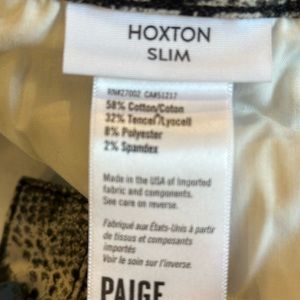 HOXTON
SLIM
RN#27002 CA#51217
58% Cotton/Coton
32% Tencel/Lyocell
8% Polyester
2% Spandex
Made in the USA of imported
fabric and components.
See care on reverse.
Fabriqué aux États-Unis à partir
de tissus et composants
importés
Voir le soin sur l'inverse.
PAIGE